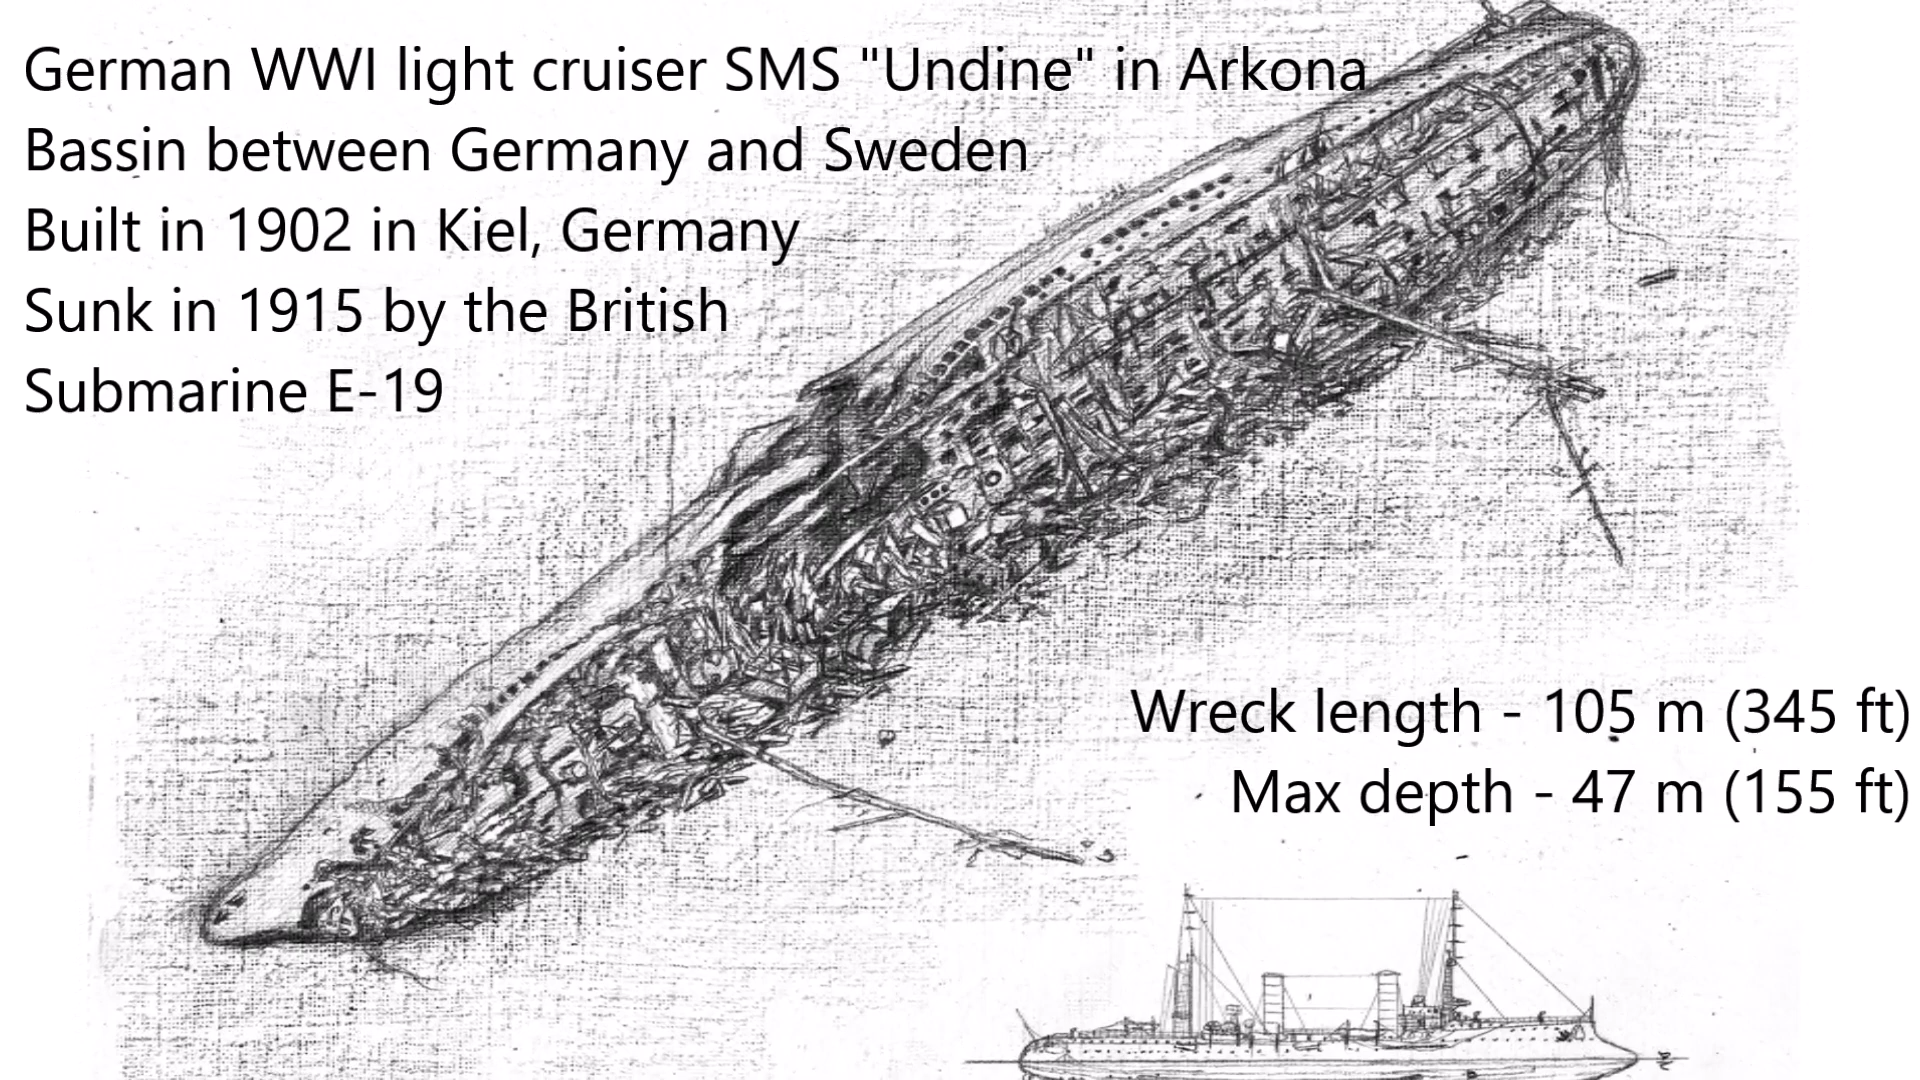 German WWI light cruiser SMS "Undine" in Arkona
Bassin between Germany and Sweden
Built in 1902 in Kiel, Germany
Sunk in 1915 by the British
Submarine E-19
Wreck length - 105 m (345 ft)
Max depth - 47 m (155 ft)